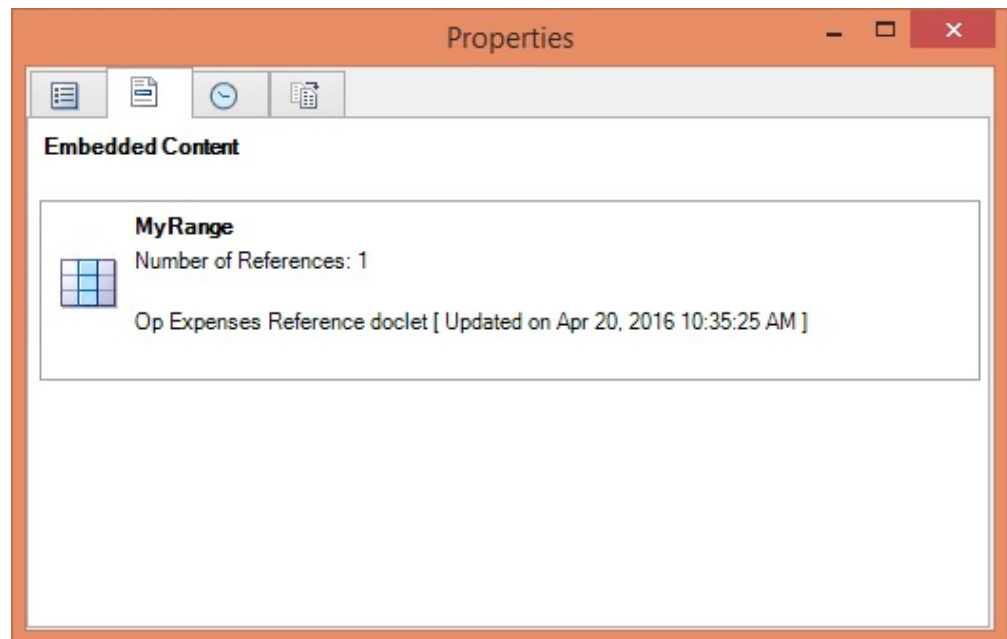 Properties
Embedded Content
MyRange
Number of References: 1
Op Expenses Reference doclet [ Updated on Apr 20, 2016 10:35:25 AM ]